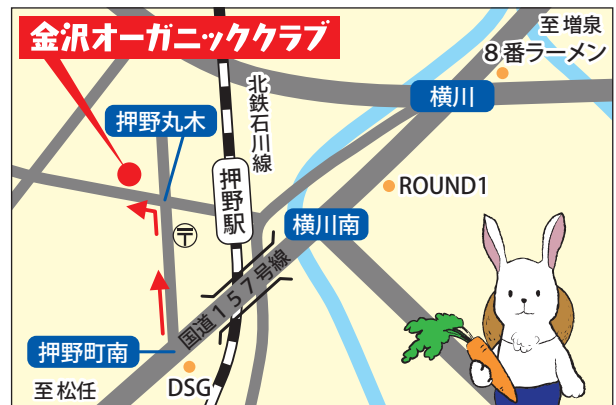 金沢オーガニッククラブ
至増泉
8番ラーメン
横川
押野丸木
北鉄石川線
押野駅
ROUND1
横川南
〒
国道157号線
押野町南
至松任
DSG